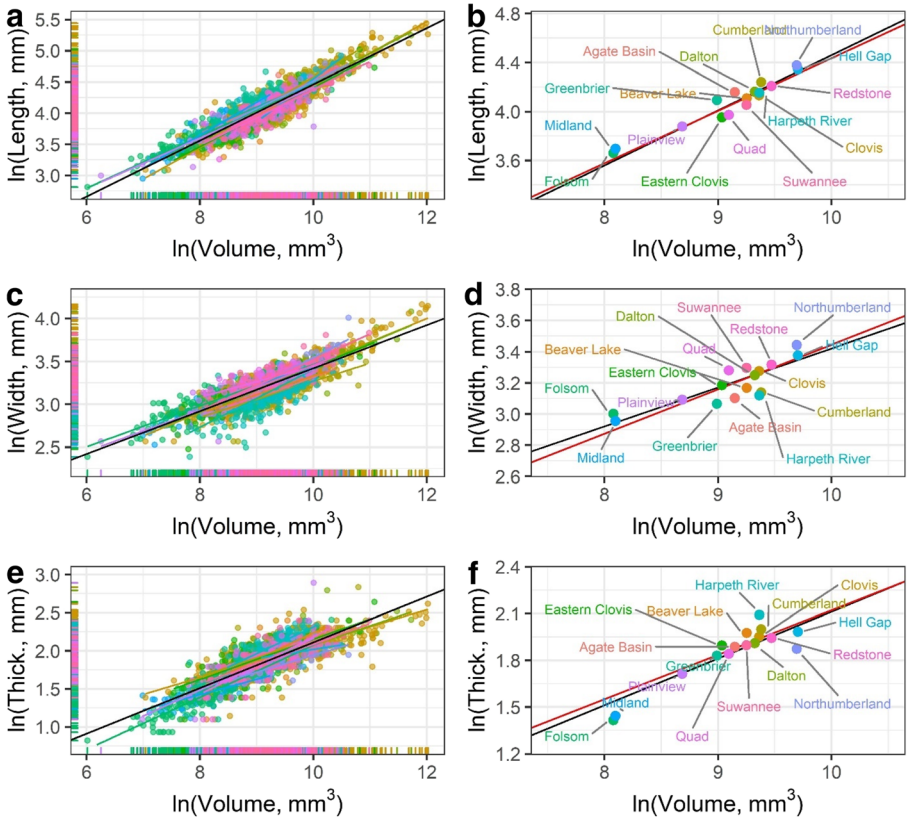 a
ln(Length, mm)
5.5
5.0
4.5
4.0
3.5
3.0
6
8
10
12
ln(Volume, mm³)
b
ln(Length, mm)
4.8
4.4
4.0
3.6
8
9
10
ln(Volume, mm³)
Cumberland
Northumberland
Agate Basin
Dalton
Hell Gap
Greenbrier
Beaver Lake
Redstone
Midland
Plainview
Harpeth River
Quad
Clovis
Folsom
Eastern Clovis
Suwannee
c
ln(Width, mm)
4.0
3.5
3.0
2.5
6
8
10
12
ln(Volume, mm³)
d
ln(Width, mm)
3.8
3.6
3.4
3.2
3.0
2.8
2.6
8
9
10
ln(Volume, mm³)
Suwannee
Northumberland
Dalton
Redstone
Beaver Lake
Quad
Hell Gap
Eastern Clovis
Clovis
Folsom
Plainview
Cumberland
Agate Basin
Greenbrier
Midland
Harpeth River
e
ln(Thick., mm)
3.0
2.5
2.0
1.5
1.0
6
8
10
12
ln(Volume, mm³)
f
ln(Thick., mm)
2.4
2.1
1.8
1.5
1.2
8
9
10
ln(Volume, mm³)
Harpeth River
Clovis
Eastern Clovis
Beaver Lake
Cumberland
Hell Gap
Agate Basin
Redstone
Greenbrier
Dalton
Plainview
Midland
Suwannee
Northumberland
Folsom
Quad